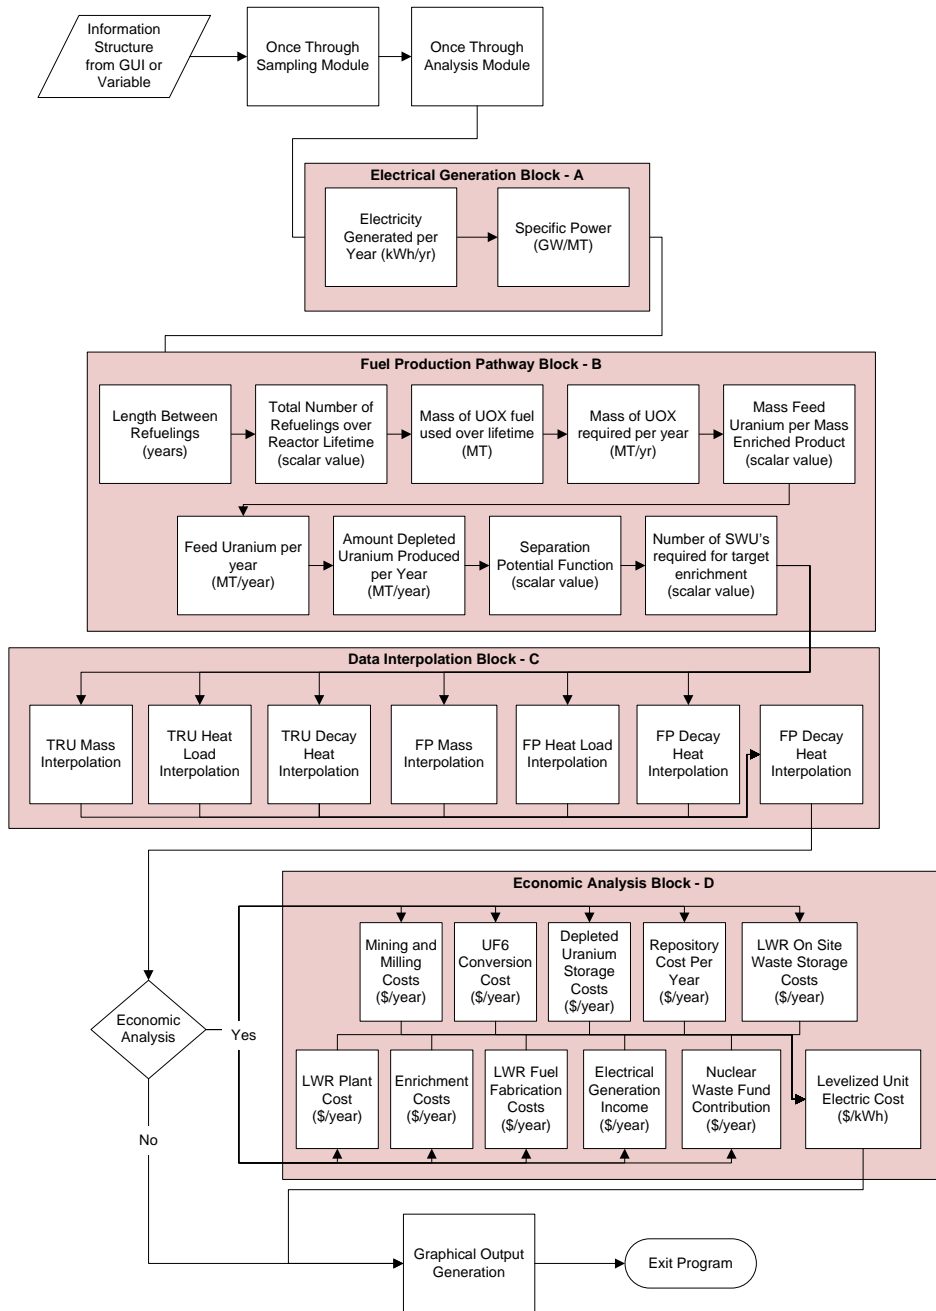 Information
Structure
from GUI or
Variable
Once Through
Sampling Module
Once Through
Analysis Module
Electrical Generation Block - A
Electricity
Generated per
Year (kWh/yr)
Specific Power
(GW/MT)
Fuel Production Pathway Block - B
Length Between
Refuelings
(years)
Total Number of
Refuelings over
Reactor Lifetime
(scalar value)
Mass of UOX fuel
used over lifetime
(MT)
Mass of UOX
required per year
(MT/yr)
Mass Feed
Uranium per Mass
Enriched Product
(scalar value)
Feed Uranium per
year
(MT/year)
Amount Depleted
Uranium Produced
per Year
(MT/year)
Separation
Potential Function
(scalar value)
Number of SWU's
required for target
enrichment
(scalar value)
Data Interpolation Block - C
TRU Mass
Interpolation
TRU Heat
Load
Interpolation
TRU Decay
Heat
Interpolation
FP Mass
Interpolation
FP Heat Load
Interpolation
FP Decay
Heat
Interpolation
FP Decay
Heat
Interpolation
Economic Analysis Block - D
Mining and
Milling
Costs
($/year)
UF6
Conversion
Cost
($/year)
Depleted
Uranium
Storage
Costs
($/year)
Repository
Cost Per
Year
($/year)
LWR On Site
Waste Storage
Costs
($/year)
Economic
Analysis
Yes
LWR Plant
Cost
($/year)
Enrichment
Costs
($/year)
LWR Fuel
Fabrication
Costs
($/year)
Electrical
Generation
Income
($/year)
Nuclear
Waste Fund
Contribution
($/year)
Levelized Unit
Electric Cost
($/kWh)
No
Graphical Output
Generation
Exit Program